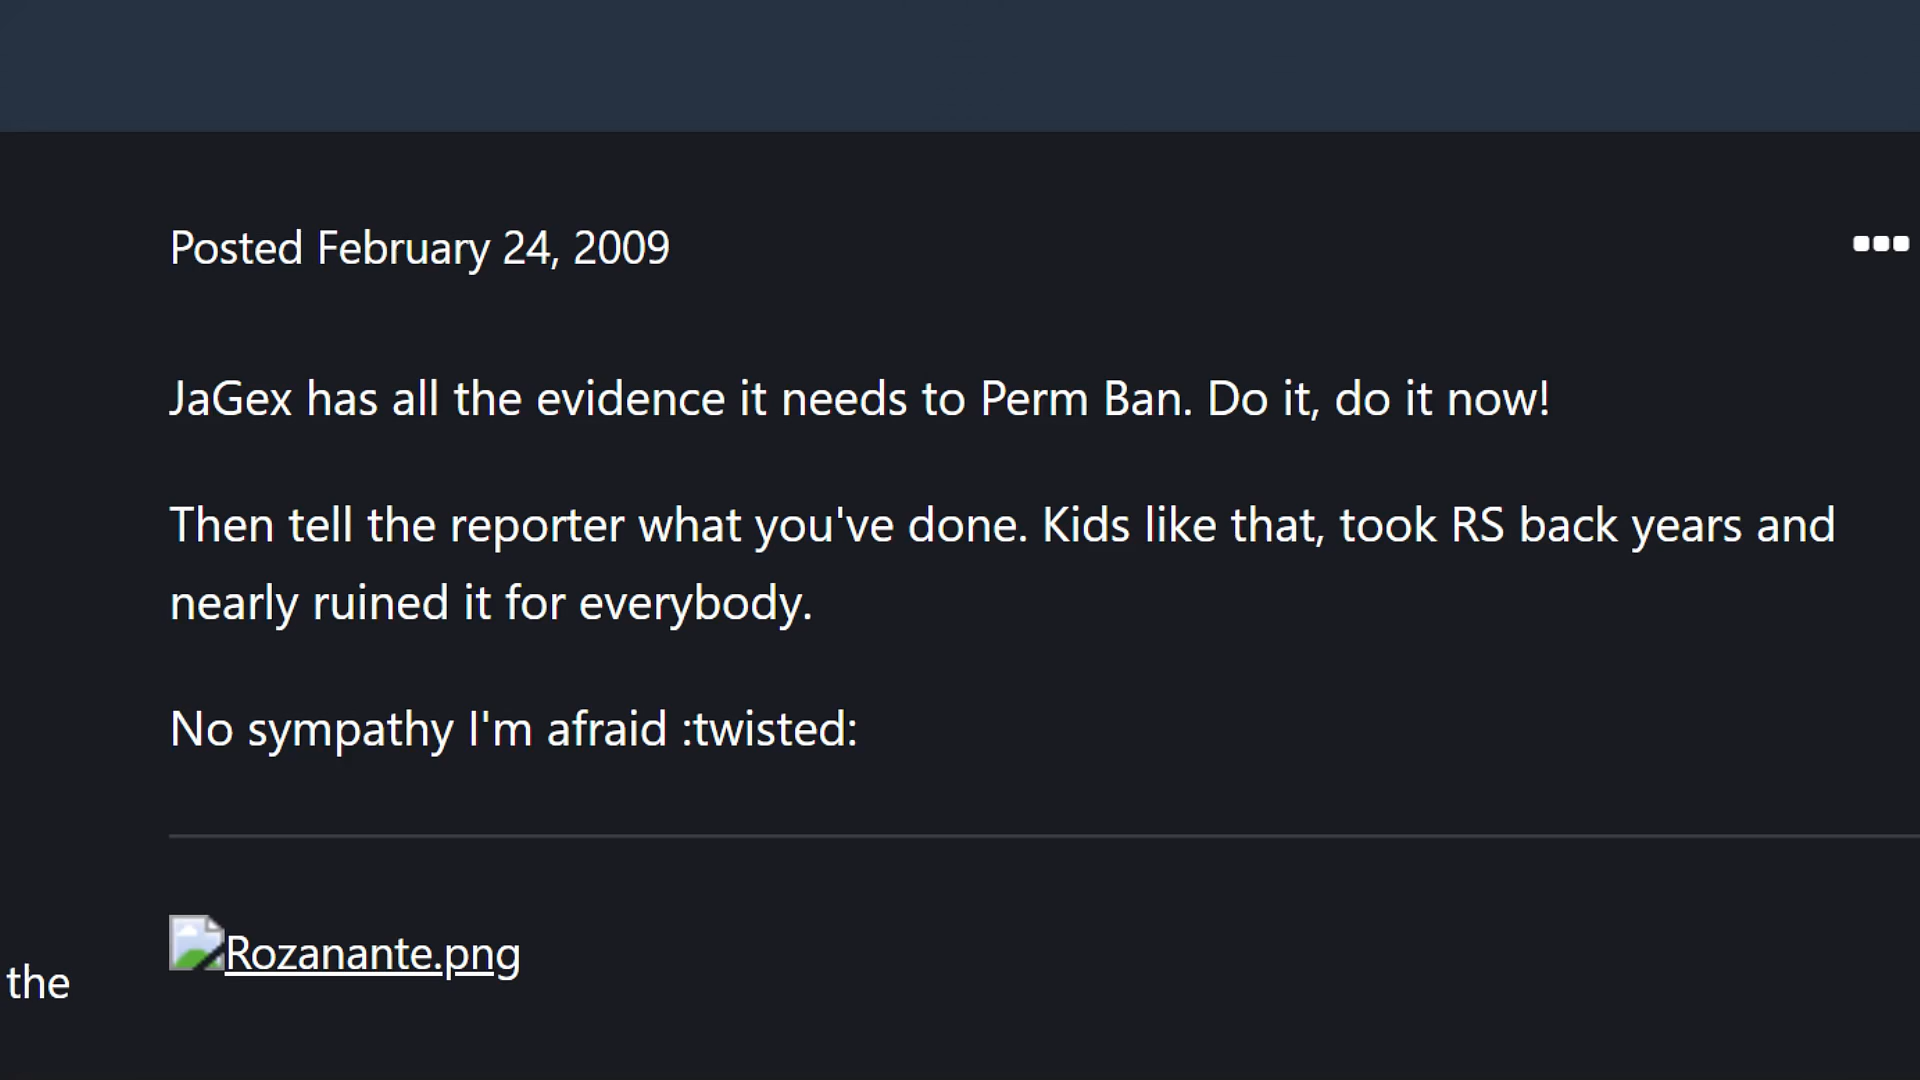 Posted February 24, 2009
JaGex has all the evidence it needs to Perm Ban. Do it, do it now!
Then tell the reporter what you've done. Kids like that, took RS back years and
nearly ruined it for everybody.
No sympathy I'm afraid :twisted:
Rozanante.png
the